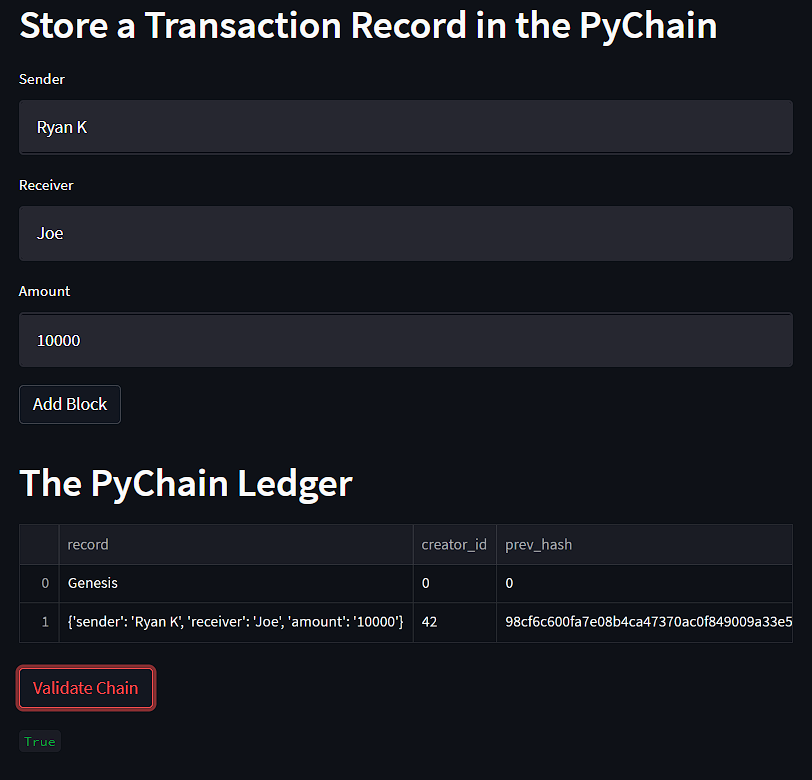 Store a Transaction Record in the PyChain
Sender
Ryan K
Receiver
Joe
Amount
10000
Add Block
The PyChain Ledger
record creator_id prev_hash
0 Genesis 0 0
1 {'sender': 'Ryan K', 'receiver': 'Joe', 'amount': '10000'} 42 98cf6c600fa7e08b4ca47370ac0f849009a33e5
Validate Chain
True